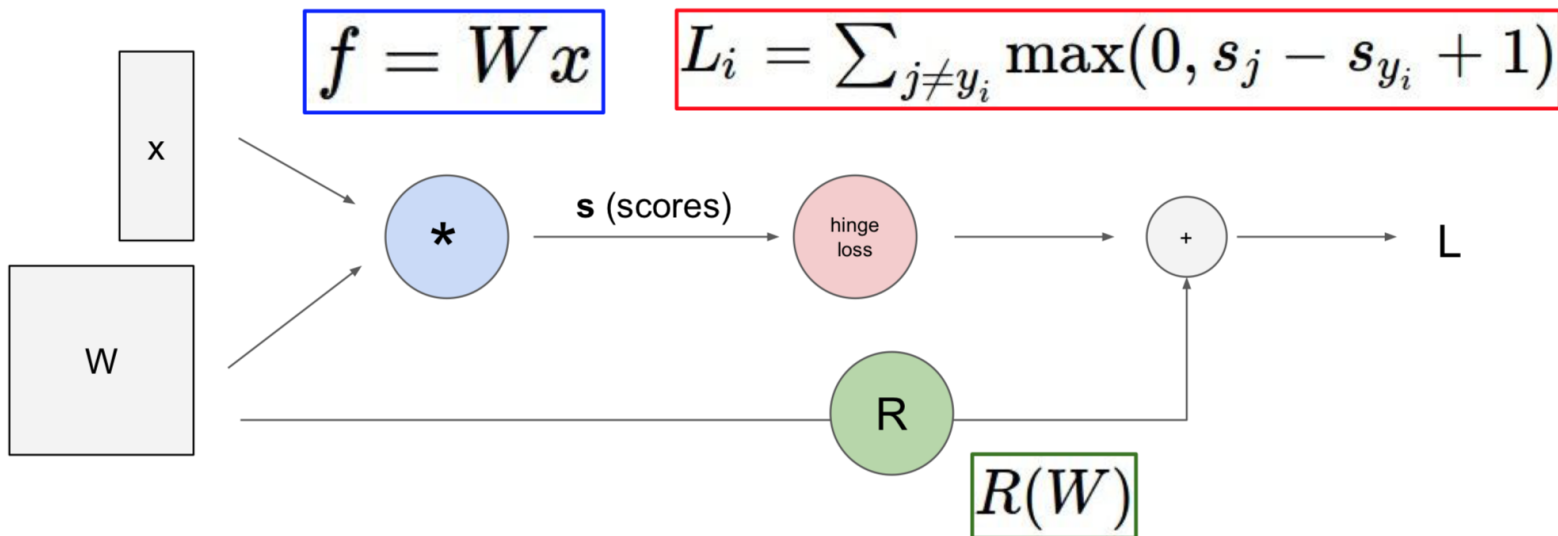 f = Wx
L_i = \sum_{j \neq y_i} \max(0, s_j - s_{y_i} + 1)
x
*
s (scores)
hinge
loss
+
L
W
R
R(W)